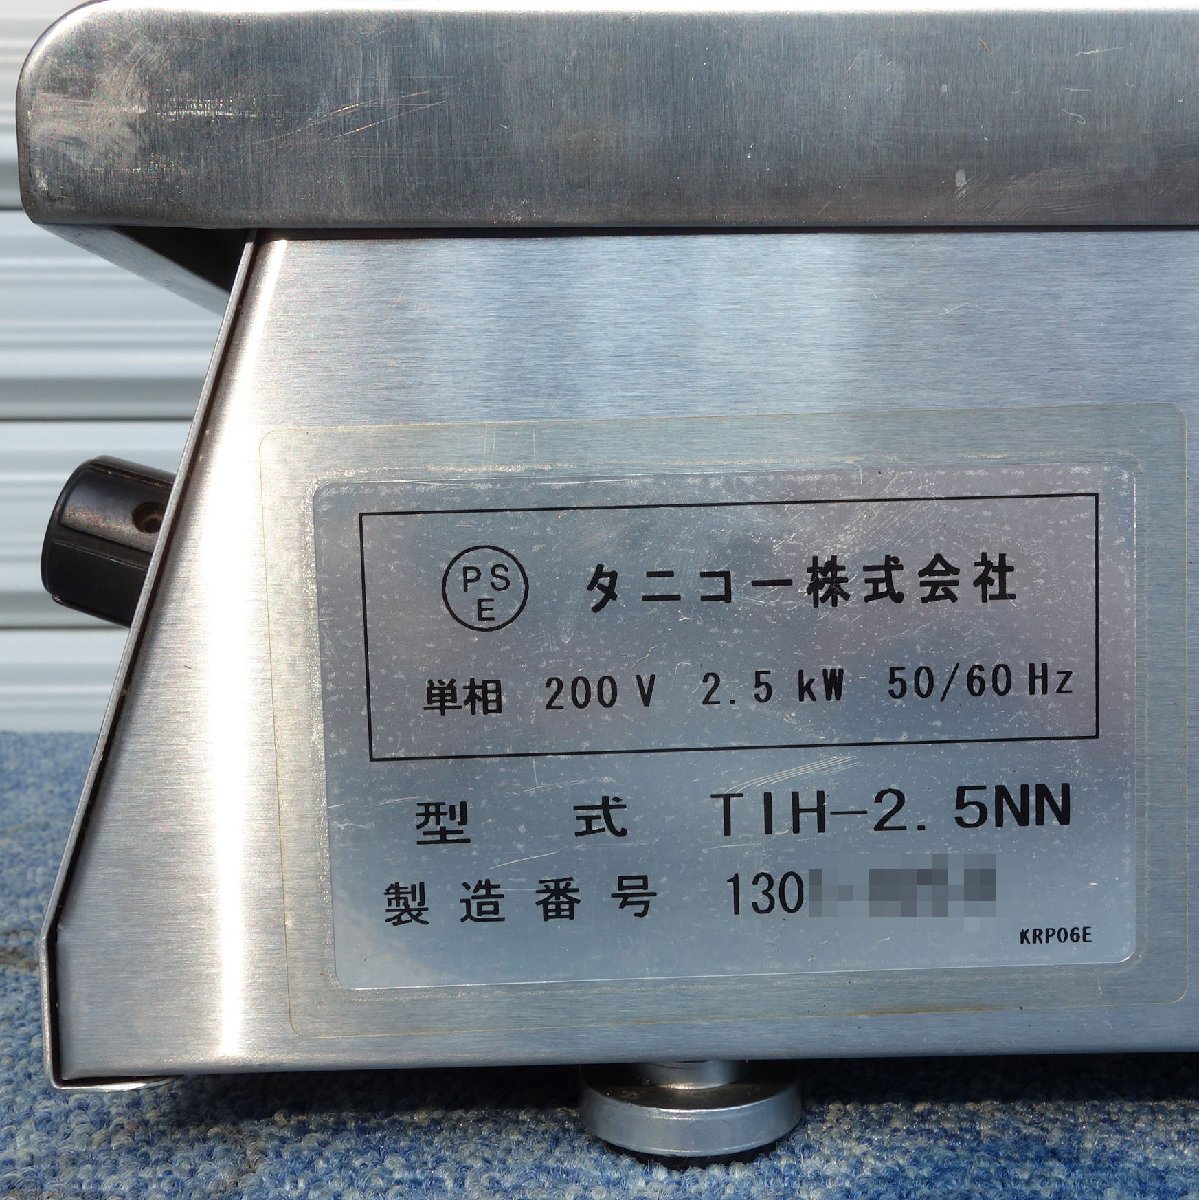 PS
E
タニコー株式会社
単相 200V 2.5kW 50/60Hz
型式 TIH-2.5NN
製造番号 130
KRP06E